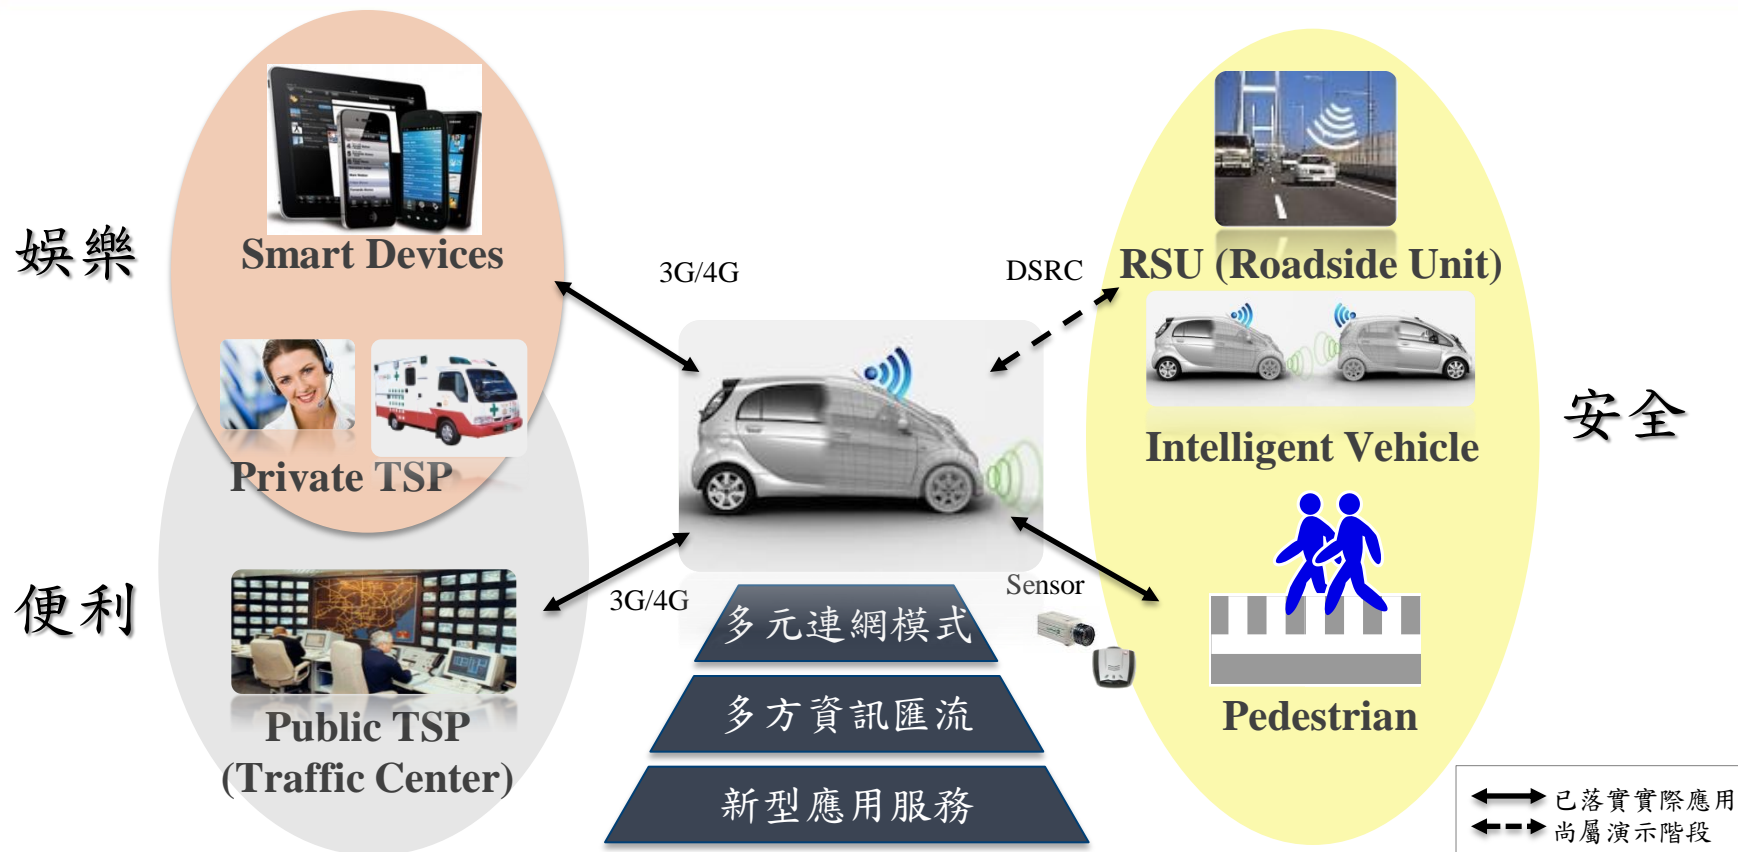 娛樂
Smart Devices
3G/4G
DSRC
RSU (Roadside Unit)
Private TSP
Intelligent Vehicle
安全
便利
3G/4G
Sensor
多元連網模式
多方資訊匯流
新型應用服務
Public TSP
(Traffic Center)
Pedestrian
已落實實際應用
尚屬演示階段